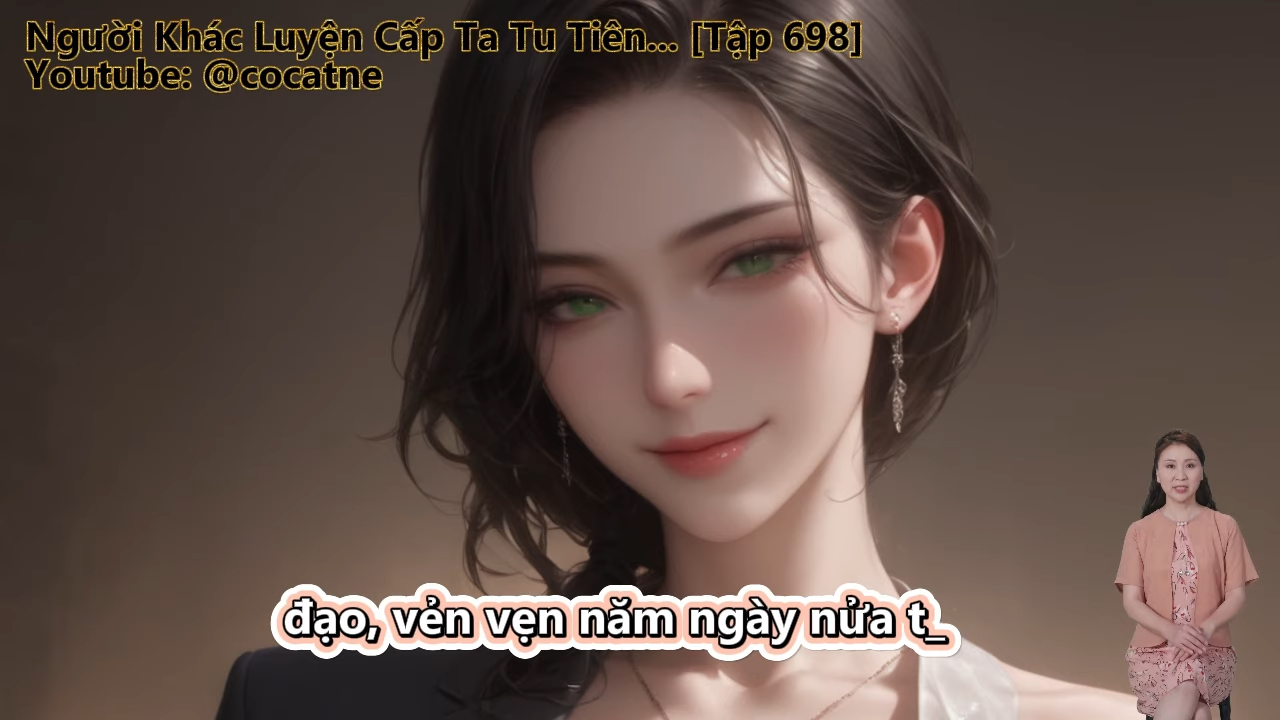 Người Khác Luyện Cấp Ta Tu Tiên... [Tập 698]
Youtube: @cocatne
đạo, vẻn vẹn năm ngày nửa t_